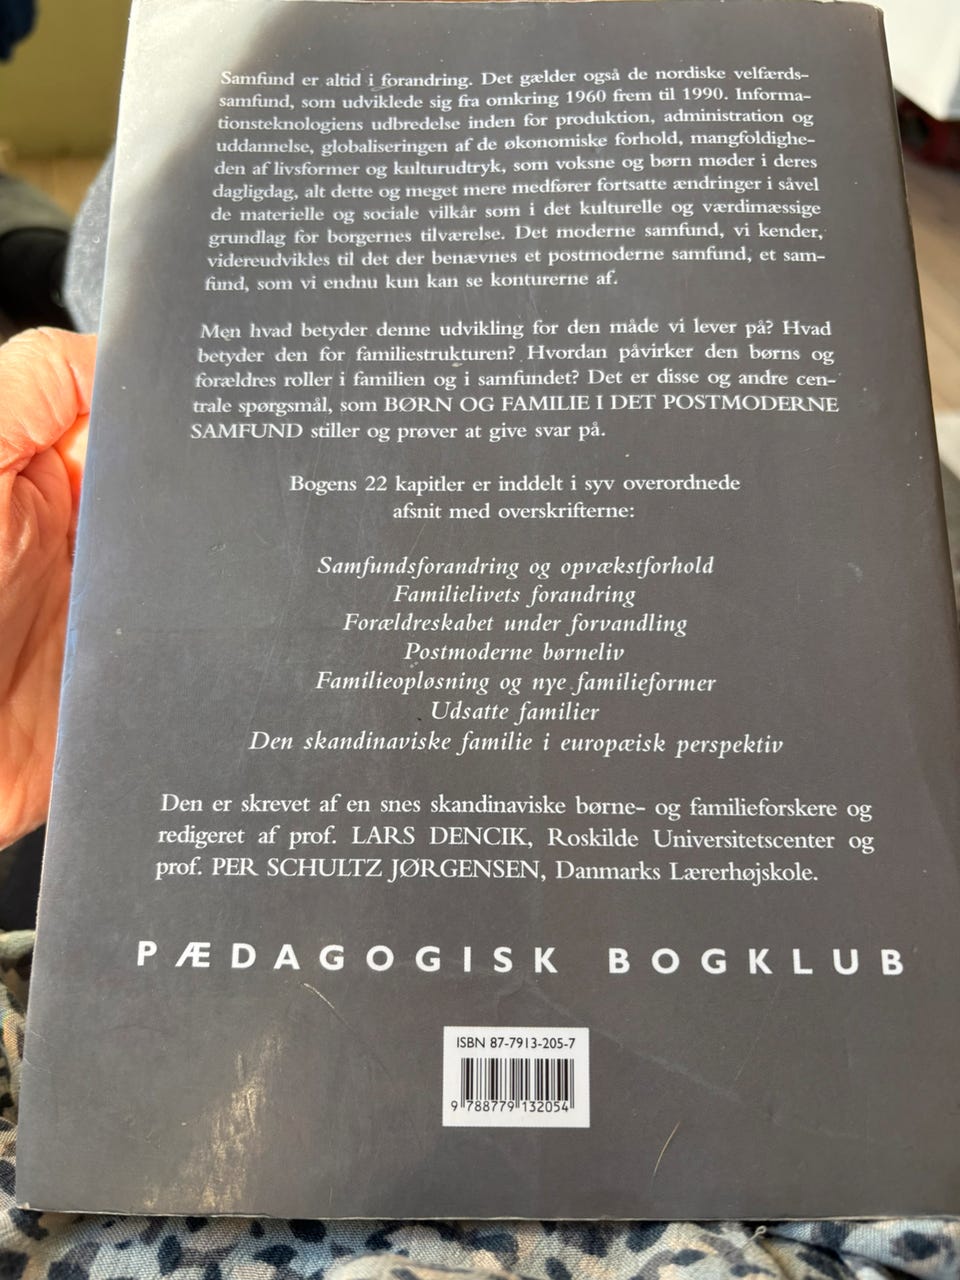 Samfund er altid i forandring. Det gælder også de nordiske velfærds-
samfund, som udviklede sig fra omkring 1960 frem til 1990. Informa-
tionsteknologiens udbredelse inden for produktion, administration og
uddannelse, globaliseringen af de økonomiske forhold, mangfoldighe-
den af livsformer og kulturudtryk, som voksne og børn møder i deres
dagligdag, alt dette og meget mere medfører fortsatte ændringer i såvel
de materielle og sociale vilkår som i det kulturelle og værdimæssige
grundlag for borgernes tilværelse. Det moderne samfund, vi kender,
videreudvikles til det der benævnes et postmoderne samfund, et sam-
fund, som vi endnu kun kan se konturerne af.
Men hvad betyder denne udvikling for den måde vi lever på? Hvad
betyder den for familiestrukturen? Hvordan påvirker den børns og
forældres roller i familien og i samfundet? Det er disse og andre cen-
trale spørgsmål, som BØRN OG FAMILIE I DET POSTMODERNE
SAMFUND stiller og prøver at give svar på.
Bogens 22 kapitler er inddelt i syv overordnede
afsnit med overskrifterne:
Samfundsforandring og opvækstforhold
Familielivets forandring
Forældreskabet under forvandling
Postmoderne børneliv
Familieopløsning og nye familieformer
Udsatte familier
Den skandinaviske familie i europæisk perspektiv
Den er skrevet af en snes skandinaviske børne- og familieforskere og
redigeret af prof. LARS DENCIK, Roskilde Universitetscenter og
prof. PER SCHULTZ JØRGENSEN, Danmarks Lærerhøjskole.
PÆDAGOGISK BOGKLUB
ISBN 87-7913-205-7
9 788779 132054